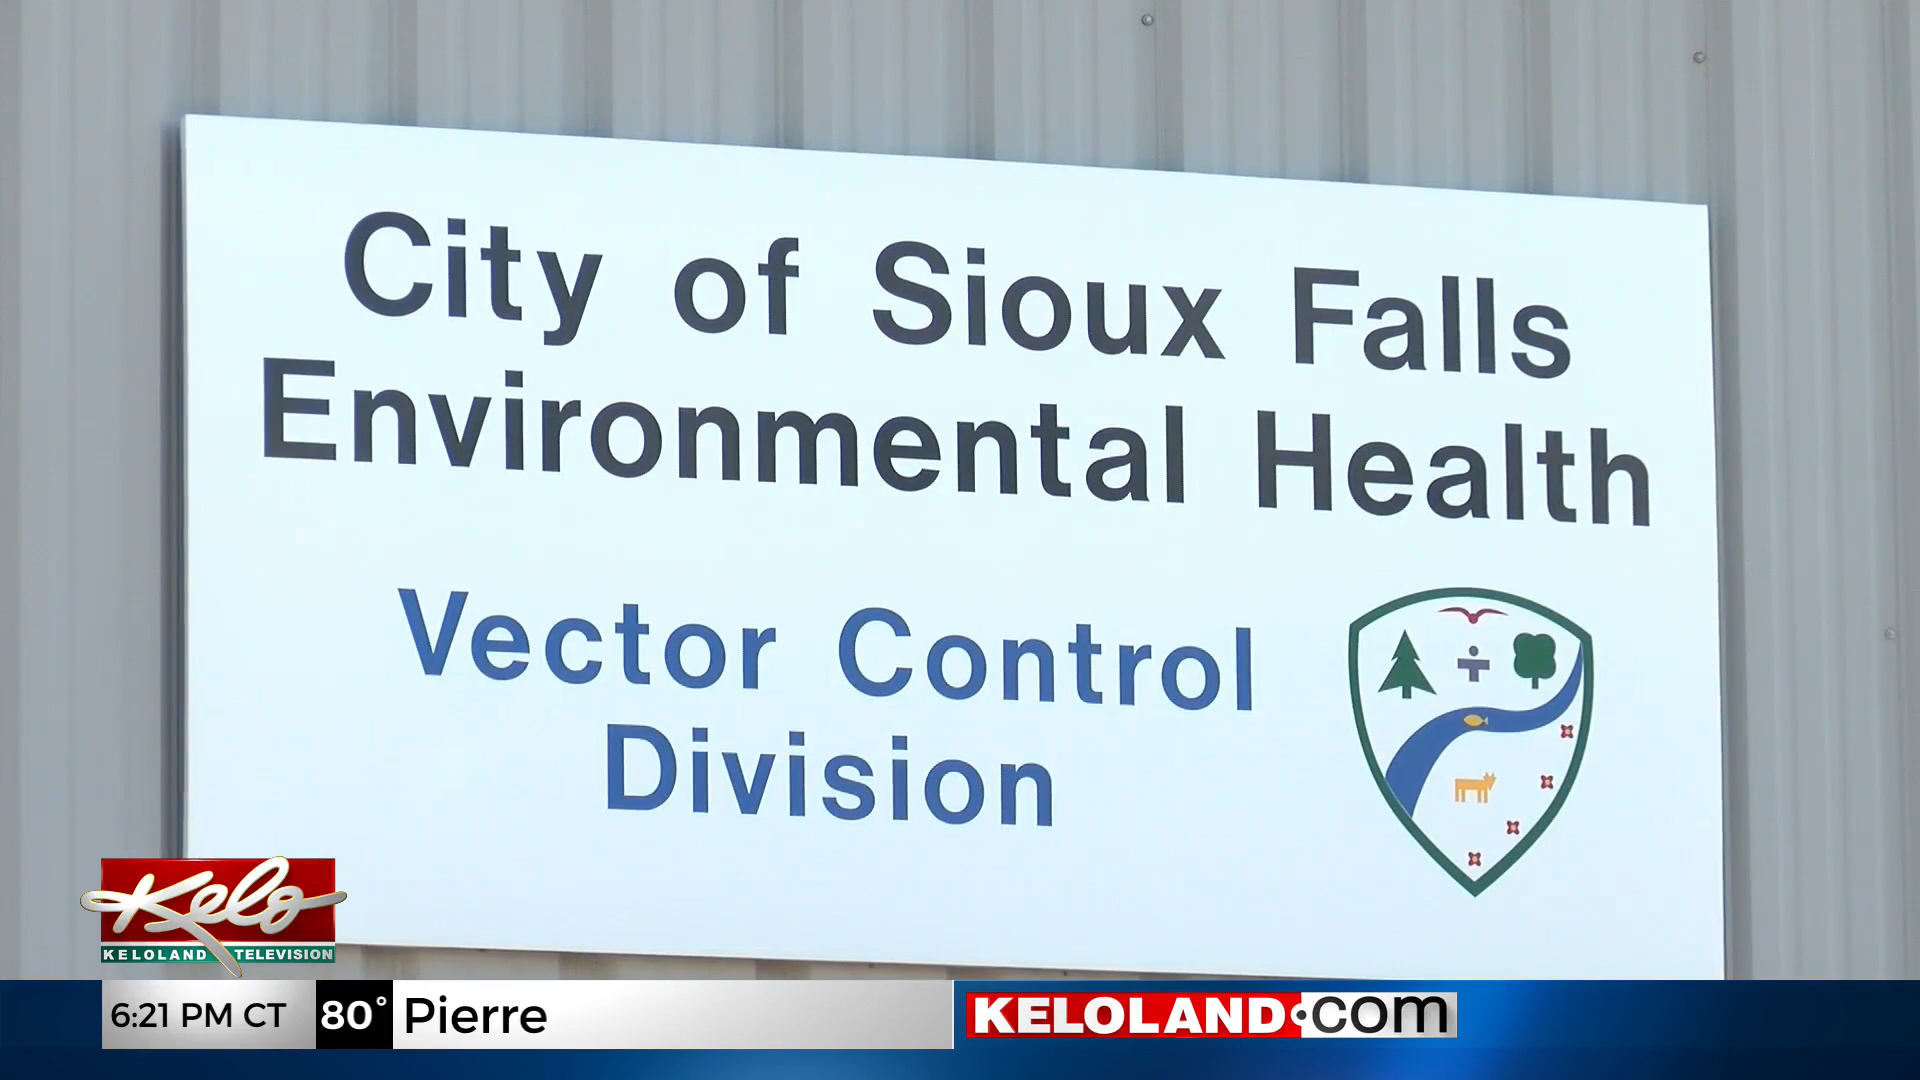 City of Sioux Falls
Environmental Health
Vector Control
Division
Kelo
KELOLAND TELEVISION
6:21 PM CT 80° Pierre KELOLAND.COM